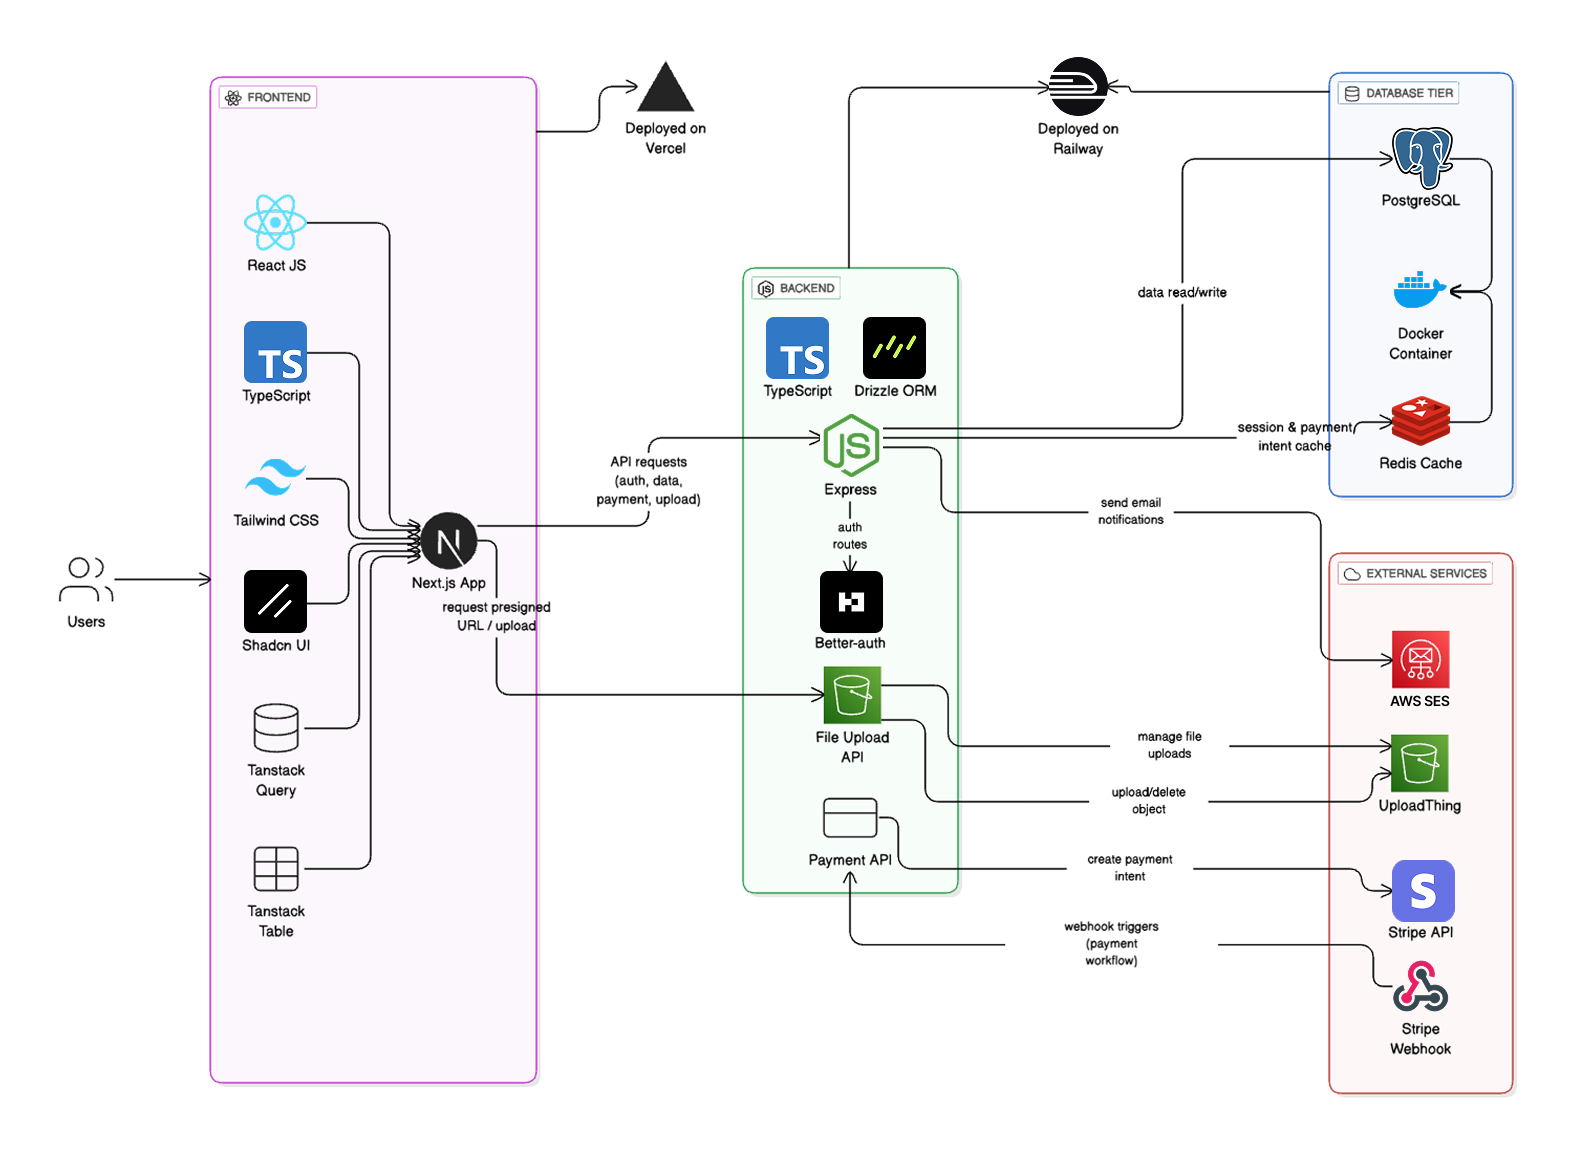 FRONTEND
React JS
TS
TypeScript
Tailwind CSS
Shadcn UI
Tanstack
Query
Tanstack
Table
Users
N
Next.js App
request presigned
URL / upload
Deployed on
Vercel
API requests
(auth, data,
payment, upload)
JS BACKEND
TS
TypeScript
Drizzle ORM
JS
Express
auth
routes
Better-auth
File Upload
API
Payment API
Deployed on
Railway
data read/write
session & payment
intent cache
send email
notifications
manage file
uploads
upload/delete
object
create payment
intent
webhook triggers
(payment
workflow)
DATABASE TIER
PostgreSQL
Docker
Container
Redis Cache
EXTERNAL SERVICES
AWS SES
UploadThing
S
Stripe API
Stripe
Webhook